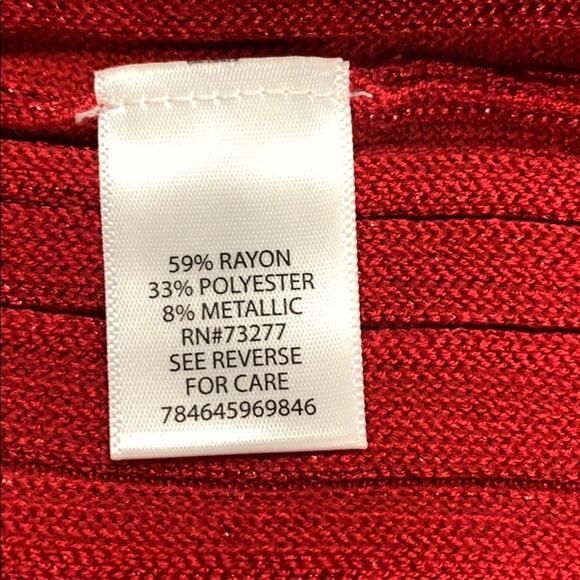 59% RAYON
33% POLYESTER
8% METALLIC
RN#73277
SEE REVERSE
FOR CARE
784645969846